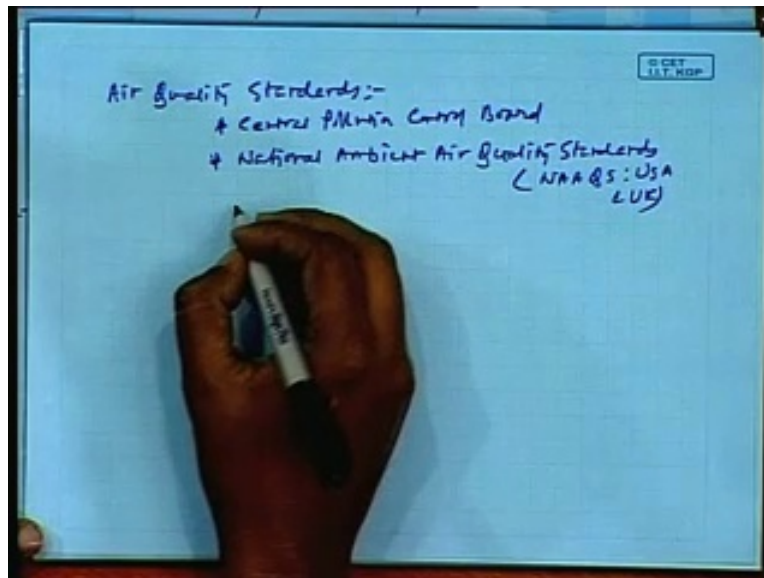 © CET
I.I.T. KGP
Air Quality Standards:-
* Central Pollution Control Board
* National Ambient Air Quality Standards
(NAAQS: USA
& UK)